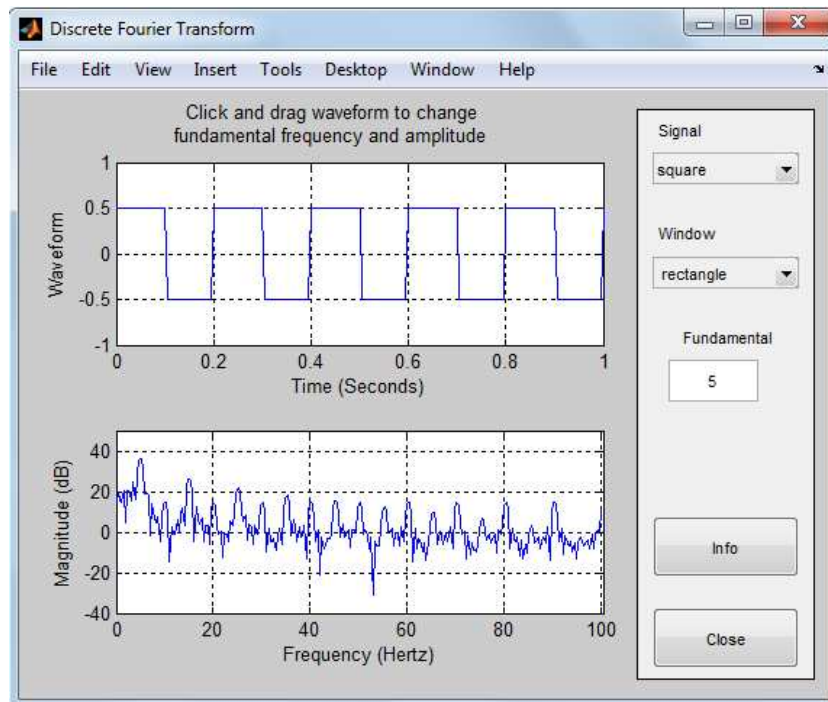 Discrete Fourier Transform
File Edit View Insert Tools Desktop Window Help
Click and drag waveform to change
fundamental frequency and amplitude
1
0.5
0
-0.5
-1
Waveform
0 0.2 0.4 0.6 0.8 1
Time (Seconds)
40
20
0
-20
-40
Magnitude (dB)
0 20 40 60 80 100
Frequency (Hertz)
Signal
square
Window
rectangle
Fundamental
5
Info
Close